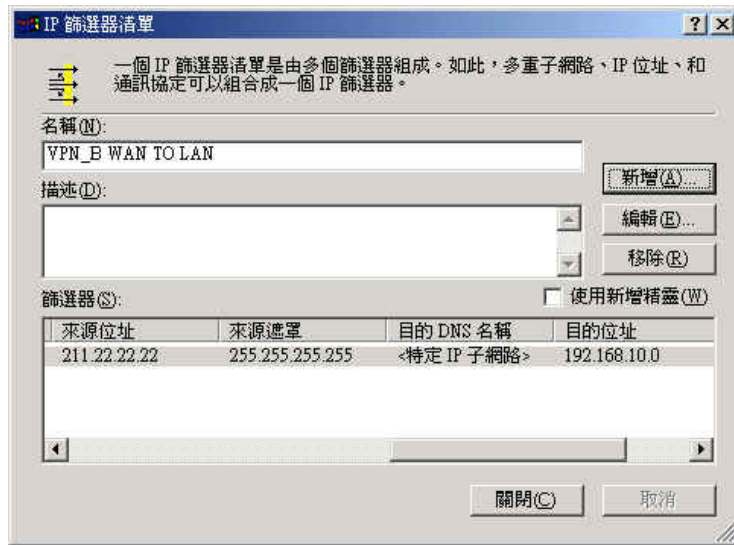 IP 篩選器清單
一個 IP 篩選器清單是由多個篩選器組成。如此，多重子網路、IP 位址、和
通訊協定可以組合成一個 IP 篩選器。
名稱(N):
VPN_B WAN TO LAN
新增(A)...
描述(D):
編輯(E)...
移除(R)
篩選器(S):
使用新增精靈(W)
來源位址 來源遮罩 目的 DNS 名稱 目的位址
211.22.22.22 255.255.255.255 <特定 IP 子網路> 192.168.10.0
關閉(C) 取消